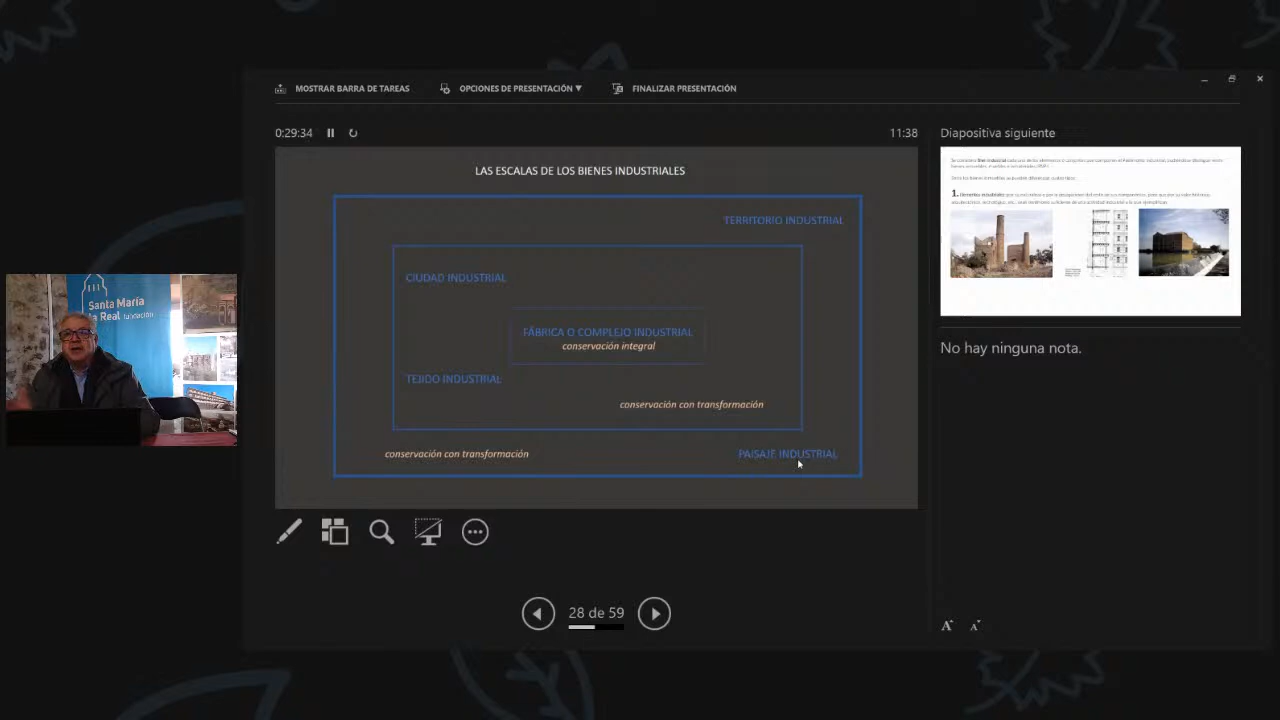 MOSTRAR BARRA DE TAREAS
OPCIONES DE PRESENTACIÓN ▼
FINALIZAR PRESENTACIÓN
0:29:34
11:38
LAS ESCALAS DE LOS BIENES INDUSTRIALES
TERRITORIO INDUSTRIAL
CIUDAD INDUSTRIAL
FÁBRICA O COMPLEJO INDUSTRIAL
conservación integral
TEJIDO INDUSTRIAL
conservación con transformación
conservación con transformación
PAISAJE INDUSTRIAL
28 de 59
Diapositiva siguiente
1.
No hay ninguna nota.
A A
Santa María
Real fundación